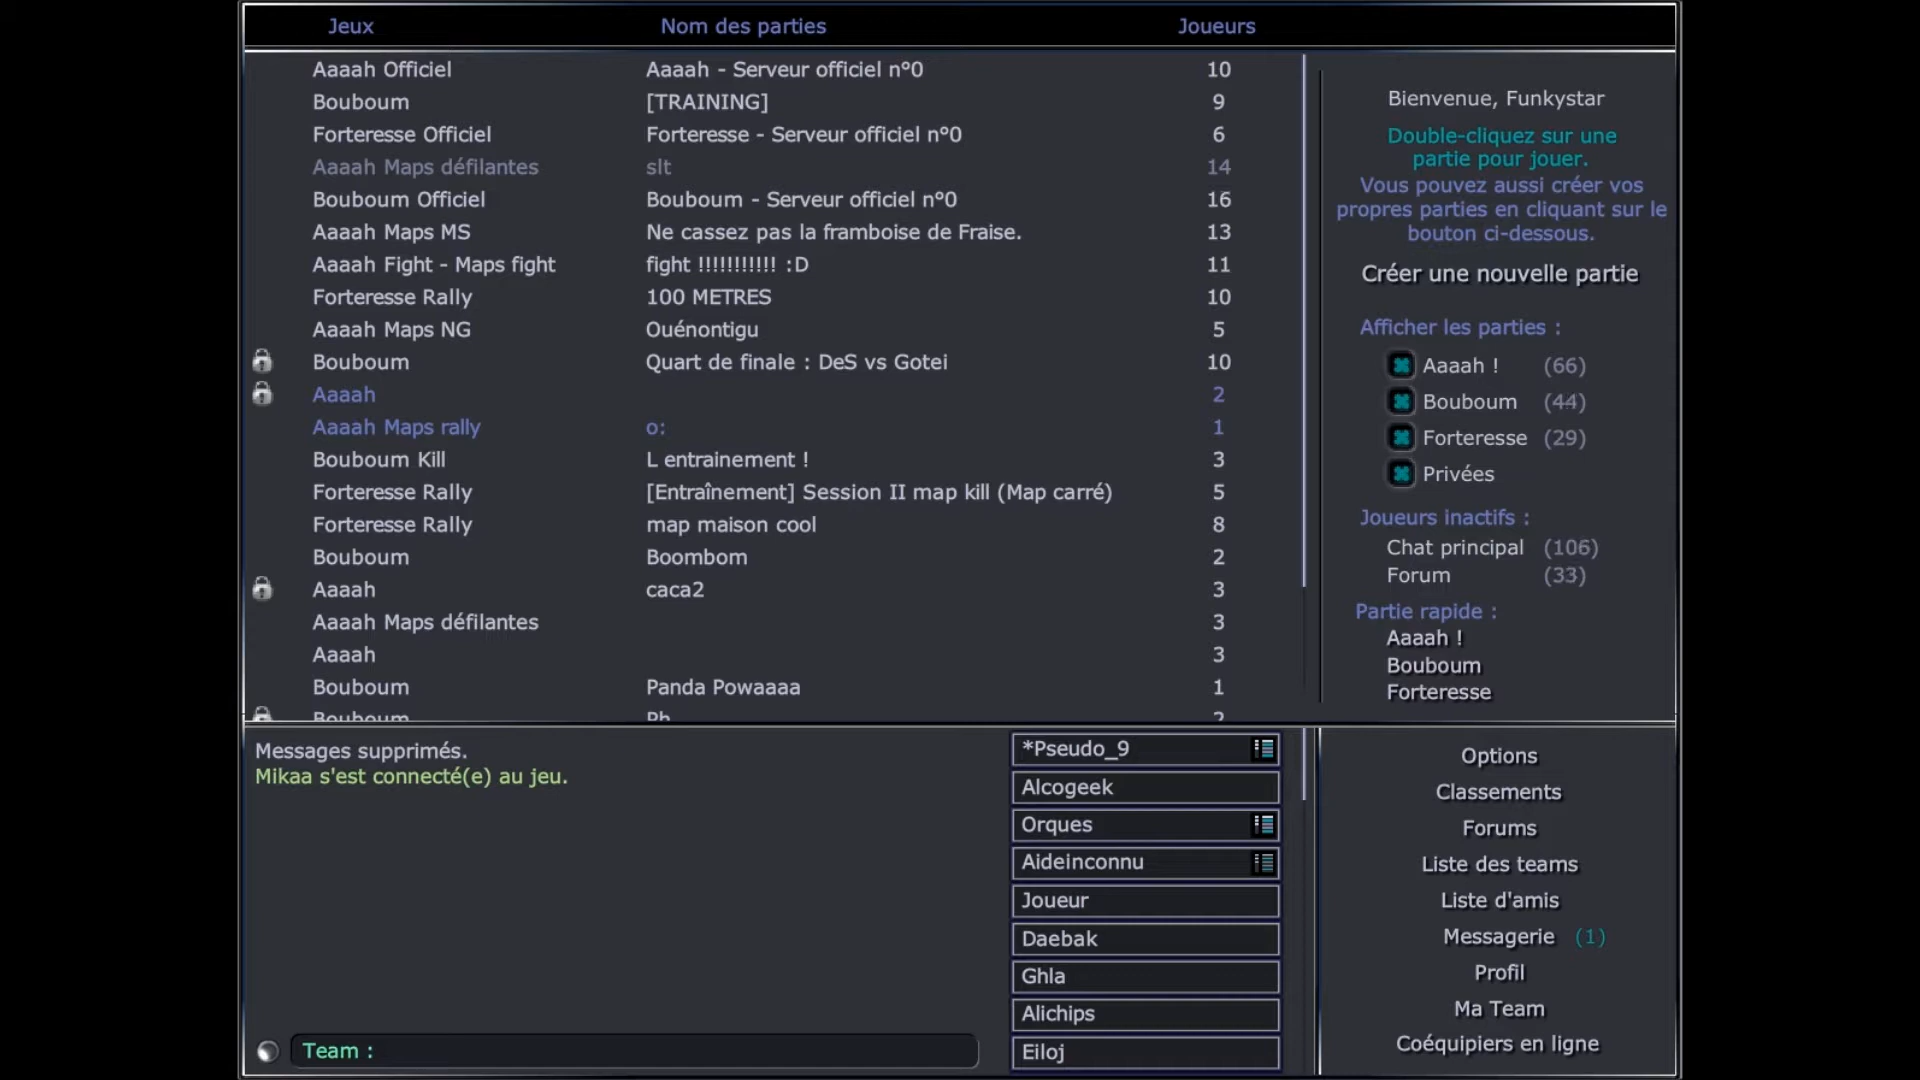 Jeux Nom des parties Joueurs
Aaaah Officiel Aaaah - Serveur officiel n°0 10
Bouboum [TRAINING] 9
Forteresse Officiel Forteresse - Serveur officiel n°0 6
Aaaah Maps défilantes slt 14
Bouboum Officiel Bouboum - Serveur officiel n°0 16
Aaaah Maps MS Ne cassez pas la framboise de Fraise. 13
Aaaah Fight - Maps fight fight !!!!!!!!!!! :D 11
Forteresse Rally 100 METRES 10
Aaaah Maps NG Ouénontigu 5
Bouboum Quart de finale : DeS vs Gotei 10
Aaaah 2
Aaaah Maps rally o: 1
Bouboum Kill L entrainement ! 3
Forteresse Rally [Entraînement] Session II map kill (Map carré) 5
Forteresse Rally map maison cool 8
Bouboum Boombom 2
Aaaah caca2 3
Aaaah Maps défilantes 3
Aaaah 3
Bouboum Panda Powaaaa 1
Bouboum Ph 2
Bienvenue, Funkystar
Double-cliquez sur une
partie pour jouer.
Vous pouvez aussi créer vos
propres parties en cliquant sur le
bouton ci-dessous.
Créer une nouvelle partie
Afficher les parties :
Aaaah ! (66)
Bouboum (44)
Forteresse (29)
Privées
Joueurs inactifs :
Chat principal (106)
Forum (33)
Partie rapide :
Aaaah !
Bouboum
Forteresse
Messages supprimés.
Mikaa s'est connecté(e) au jeu.
Team :
*Pseudo_9
Alcogeek
Orques
Aideinconnu
Joueur
Daebak
Ghla
Alichips
Eiloj
Options
Classements
Forums
Liste des teams
Liste d'amis
Messagerie (1)
Profil
Ma Team
Coéquipiers en ligne